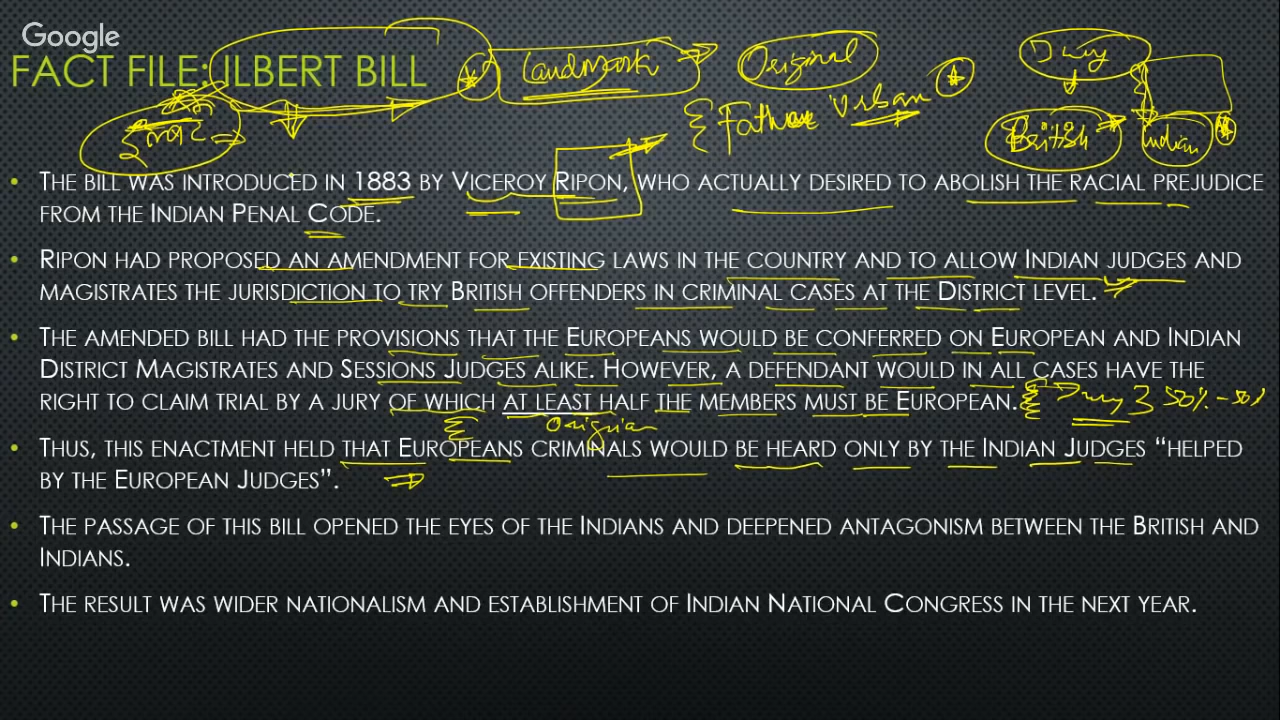 Google
FACT FILE: ILBERT BILL
Landmark
Original
Jury
Father Urban
British
Indian
• THE BILL WAS INTRODUCED IN 1883 BY VICEROY RIPON, WHO ACTUALLY DESIRED TO ABOLISH THE RACIAL PREJUDICE
FROM THE INDIAN PENAL CODE.
• RIPON HAD PROPOSED AN AMENDMENT FOR EXISTING LAWS IN THE COUNTRY AND TO ALLOW INDIAN JUDGES AND
MAGISTRATES THE JURISDICTION TO TRY BRITISH OFFENDERS IN CRIMINAL CASES AT THE DISTRICT LEVEL.
• THE AMENDED BILL HAD THE PROVISIONS THAT THE EUROPEANS WOULD BE CONFERRED ON EUROPEAN AND INDIAN
DISTRICT MAGISTRATES AND SESSIONS JUDGES ALIKE. HOWEVER, A DEFENDANT WOULD IN ALL CASES HAVE THE
RIGHT TO CLAIM TRIAL BY A JURY OF WHICH AT LEAST HALF THE MEMBERS MUST BE EUROPEAN. Jury 50% - 50%
• THUS, THIS ENACTMENT HELD THAT EUROPEANS CRIMINALS WOULD BE HEARD ONLY BY THE INDIAN JUDGES “HELPED
BY THE EUROPEAN JUDGES”.
• THE PASSAGE OF THIS BILL OPENED THE EYES OF THE INDIANS AND DEEPENED ANTAGONISM BETWEEN THE BRITISH AND
INDIANS.
• THE RESULT WAS WIDER NATIONALISM AND ESTABLISHMENT OF INDIAN NATIONAL CONGRESS IN THE NEXT YEAR.